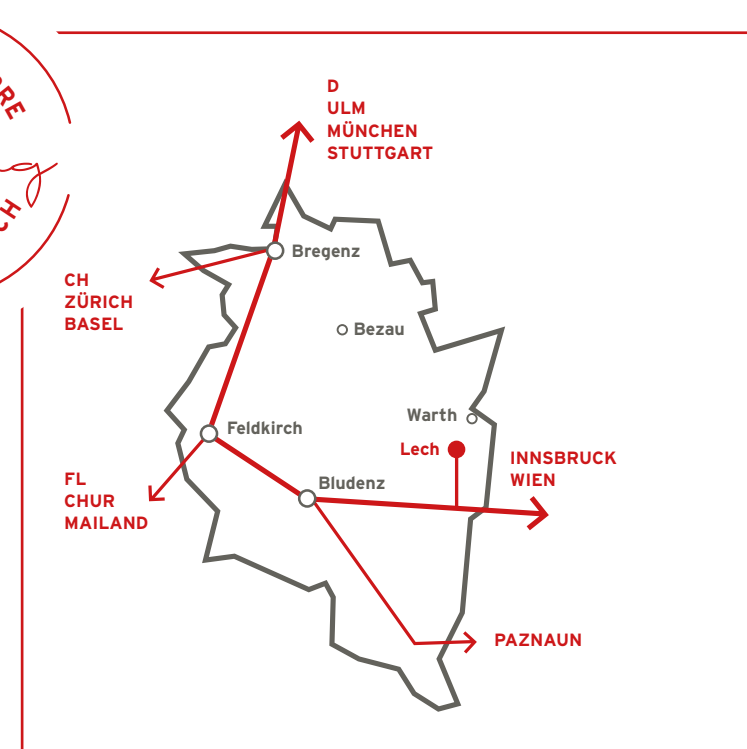 D
ULM
MÜNCHEN
STUTTGART
Bregenz
CH
ZÜRICH
BASEL
Bezau
Warth
Feldkirch
Lech
INNSBRUCK
WIEN
FL
CHUR
MAILAND
Bludenz
PAZNAUN